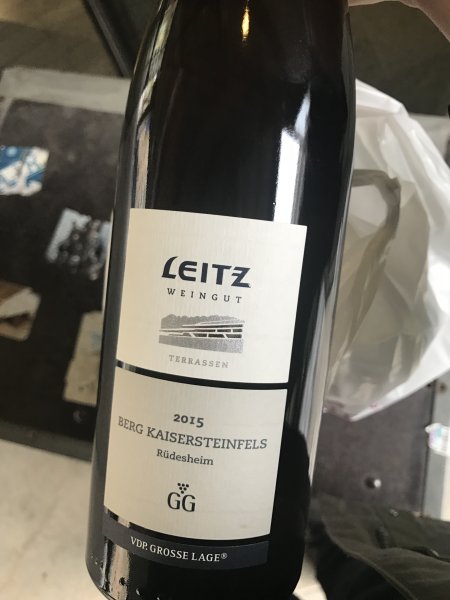 LEITZ
WEINGUT
TERRASSEN
2015
BERG KAISERSTEINFELS
Rüdesheim
GG
VDP. GROSSE LAGE®